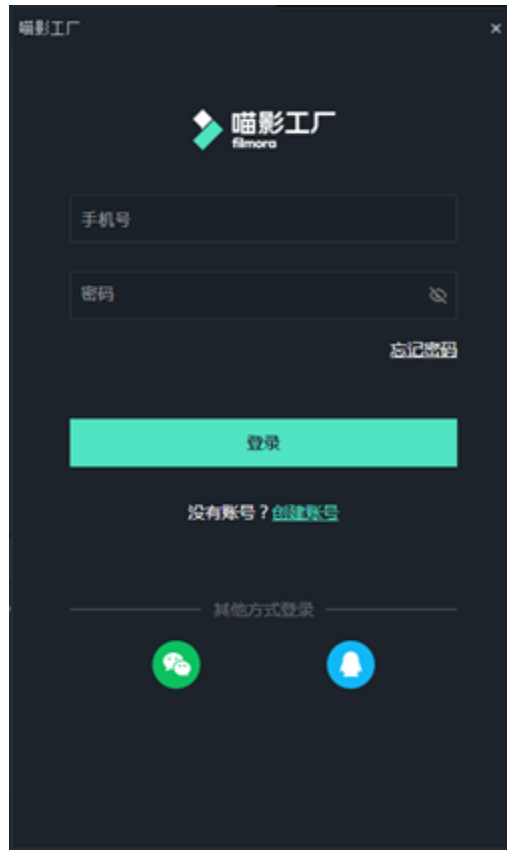 喵影工厂
喵影工厂
filmora
手机号
密码
忘记密码
登录
没有账号？创建账号
其他方式登录